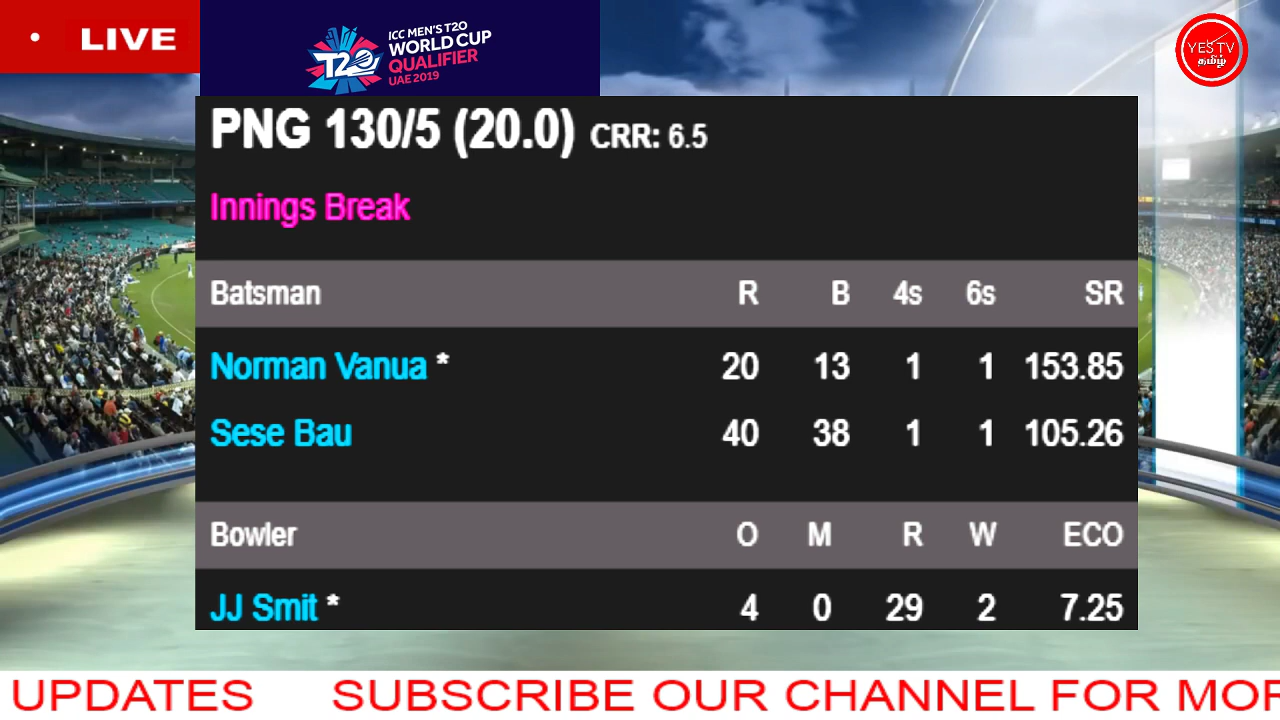 • LIVE
ICC MEN'S T20
WORLD CUP
QUALIFIER
UAE 2019
T20
YES TV
தமிழ்
PNG 130/5 (20.0) CRR: 6.5
Innings Break
Batsman R B 4s 6s SR
Norman Vanua * 20 13 1 1 153.85
Sese Bau 40 38 1 1 105.26
Bowler O M R W ECO
JJ Smit * 4 0 29 2 7.25
UPDATES SUBSCRIBE OUR CHANNEL FOR MOR